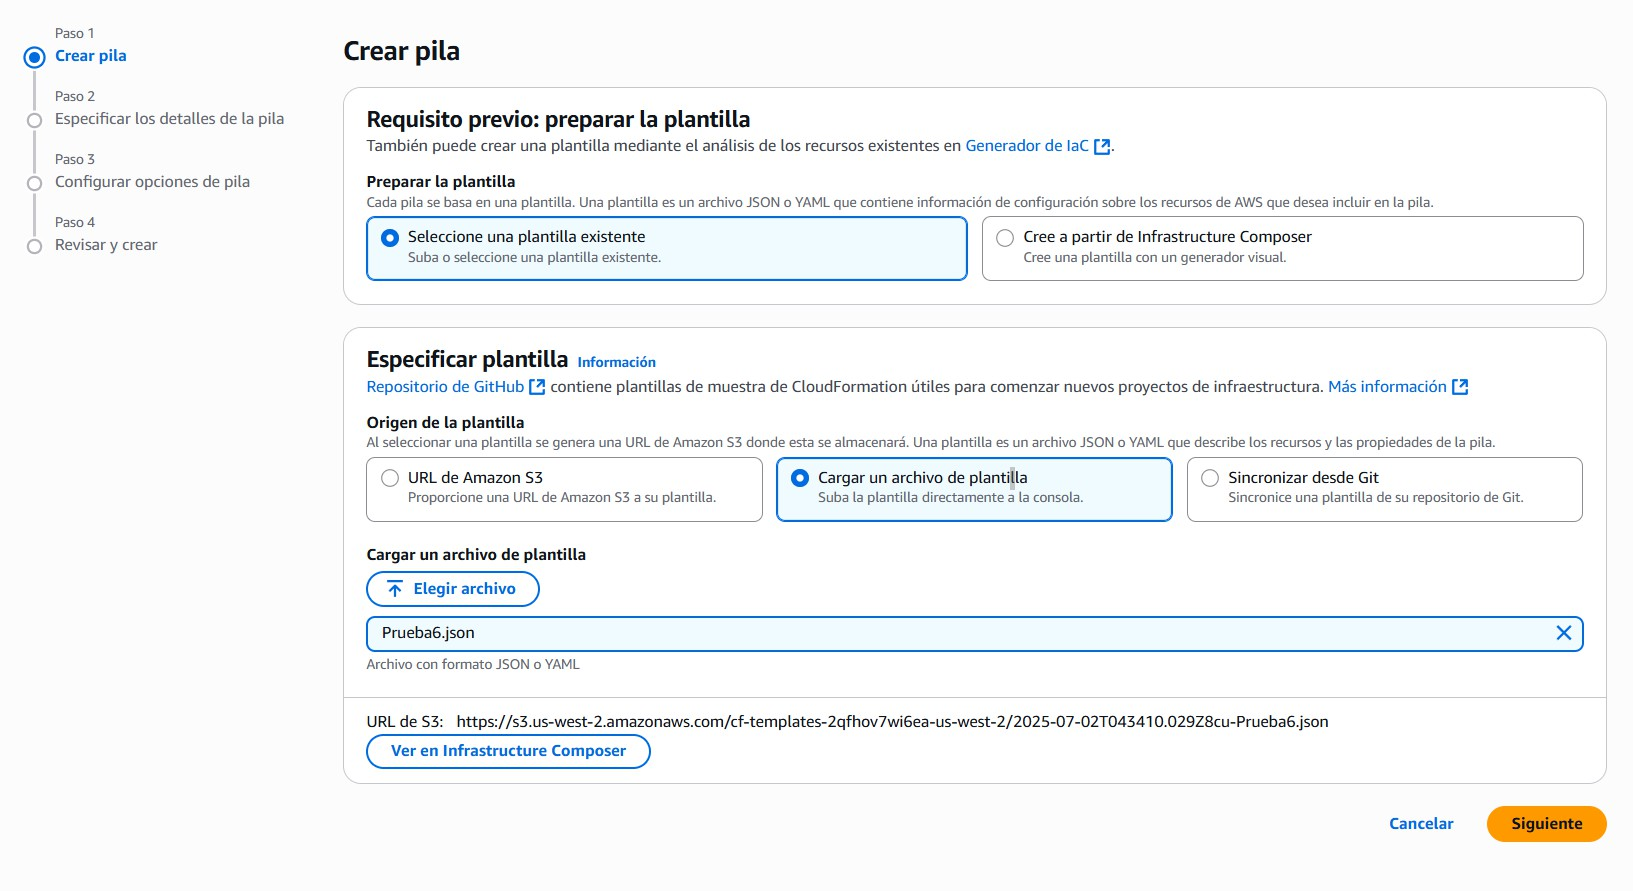 Paso 1
Crear pila
Paso 2
Especificar los detalles de la pila
Paso 3
Configurar opciones de pila
Paso 4
Revisar y crear
Crear pila
Requisito previo: preparar la plantilla
También puede crear una plantilla mediante el análisis de los recursos existentes en Generador de IaC.
Preparar la plantilla
Cada pila se basa en una plantilla. Una plantilla es un archivo JSON o YAML que contiene información de configuración sobre los recursos de AWS que desea incluir en la pila.
Seleccione una plantilla existente
Suba o seleccione una plantilla existente.
Cree a partir de Infrastructure Composer
Cree una plantilla con un generador visual.
Especificar plantilla Información
Repositorio de GitHub contiene plantillas de muestra de CloudFormation útiles para comenzar nuevos proyectos de infraestructura. Más información
Origen de la plantilla
Al seleccionar una plantilla se genera una URL de Amazon S3 donde esta se almacenará. Una plantilla es un archivo JSON o YAML que describe los recursos y las propiedades de la pila.
URL de Amazon S3
Proporcione una URL de Amazon S3 a su plantilla.
Cargar un archivo de plantilla
Suba la plantilla directamente a la consola.
Sincronizar desde Git
Sincronice una plantilla de su repositorio de Git.
Cargar un archivo de plantilla
Elegir archivo
Prueba6.json
Archivo con formato JSON o YAML
URL de S3: https://s3.us-west-2.amazonaws.com/cf-templates-2qfhov7wi6ea-us-west-2/2025-07-02T043410.029Z8cu-Prueba6.json
Ver en Infrastructure Composer
Cancelar
Siguiente